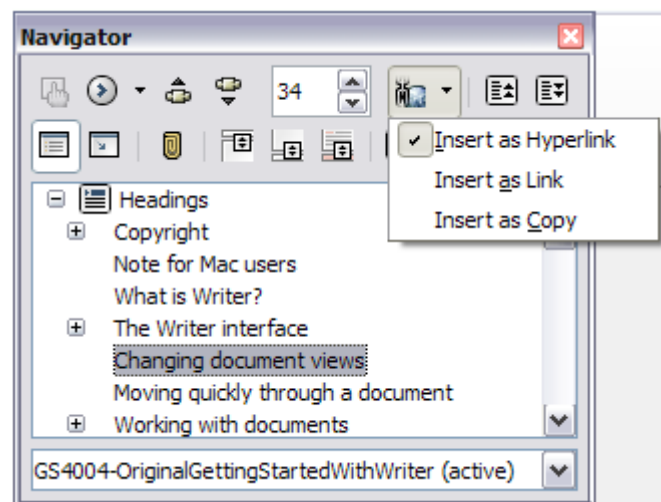 Navigator
34
Insert as Hyperlink
Insert as Link
Insert as Copy
Headings
Copyright
Note for Mac users
What is Writer?
The Writer interface
Changing document views
Moving quickly through a document
Working with documents
GS4004-OriginalGettingStartedWithWriter (active)